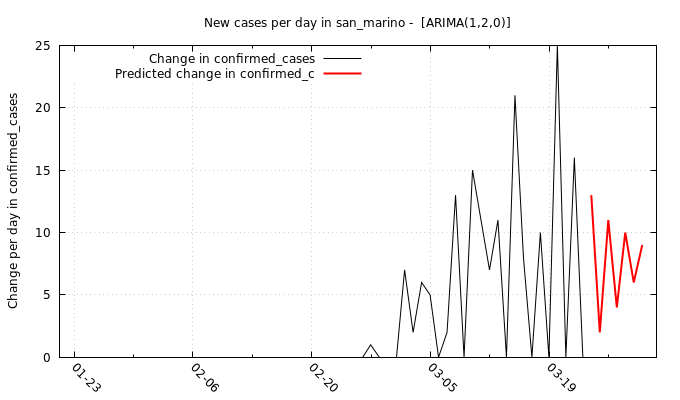 New cases per day in san_marino - [ARIMA(1,2,0)]
Change in confirmed_cases
Predicted change in confirmed_c
Change per day in confirmed_cases
25
20
15
10
5
0
01-23
02-06
02-20
03-05
03-19